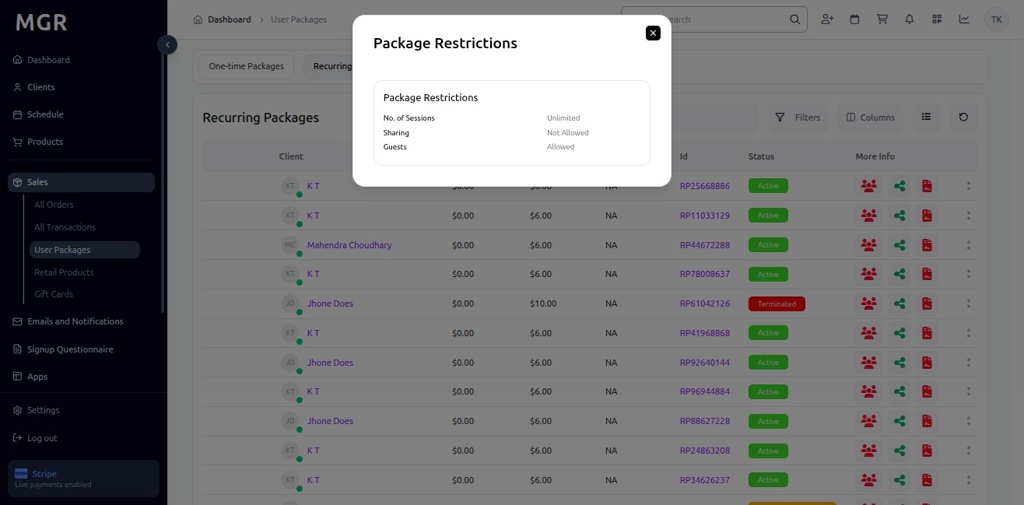 MGR
Dashboard
Clients
Schedule
Products
Sales
All Orders
All Transactions
User Packages
Retail Products
Gift Cards
Emails and Notifications
Signup Questionnaire
Apps
Settings
Log out
Stripe
Live payments enabled
Dashboard > User Packages
earch
TK
One-time Packages
Recurring
Package Restrictions
Package Restrictions
No. of Sessions Unlimited
Sharing Not Allowed
Guests Allowed
Recurring Packages
Filters
Columns
Client Id Status More Info
KT K T $0.00 $6.00 NA RP25668886 Active
KT K T $0.00 $6.00 NA RP11033129 Active
MC Mahendra Choudhary $0.00 $6.00 NA RP44672288 Active
KT K T $0.00 $6.00 NA RP78008637 Active
JD Jhone Does $0.00 $10.00 NA RP61042126 Terminated
KT K T $0.00 $6.00 NA RP41968868 Active
JD Jhone Does $0.00 $6.00 NA RP92640144 Active
KT K T $0.00 $6.00 NA RP96944884 Active
JD Jhone Does $0.00 $6.00 NA RP88627228 Active
KT K T $0.00 $6.00 NA RP24863208 Active
KT K T $0.00 $6.00 NA RP34626237 Active